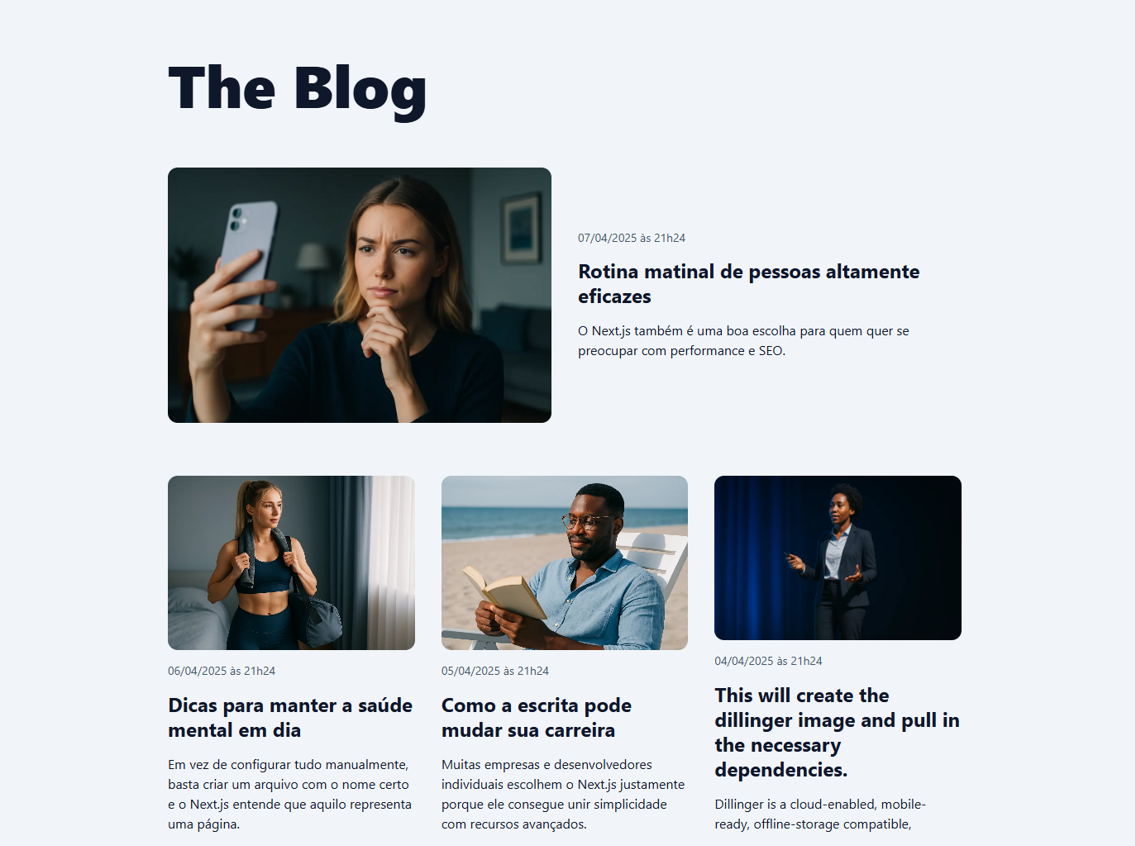 The Blog
07/04/2025 às 21h24
Rotina matinal de pessoas altamente
eficazes
O Next.js também é uma boa escolha para quem quer se
preocupar com performance e SEO.
06/04/2025 às 21h24
Dicas para manter a saúde
mental em dia
Em vez de configurar tudo manualmente,
basta criar um arquivo com o nome certo
e o Next.js entende que aquilo representa
uma página.
05/04/2025 às 21h24
Como a escrita pode
mudar sua carreira
Muitas empresas e desenvolvedores
individuais escolhem o Next.js justamente
porque ele consegue unir simplicidade
com recursos avançados.
04/04/2025 às 21h24
This will create the
dillinger image and pull in
the necessary
dependencies.
Dillinger is a cloud-enabled, mobile-
ready, offline-storage compatible,